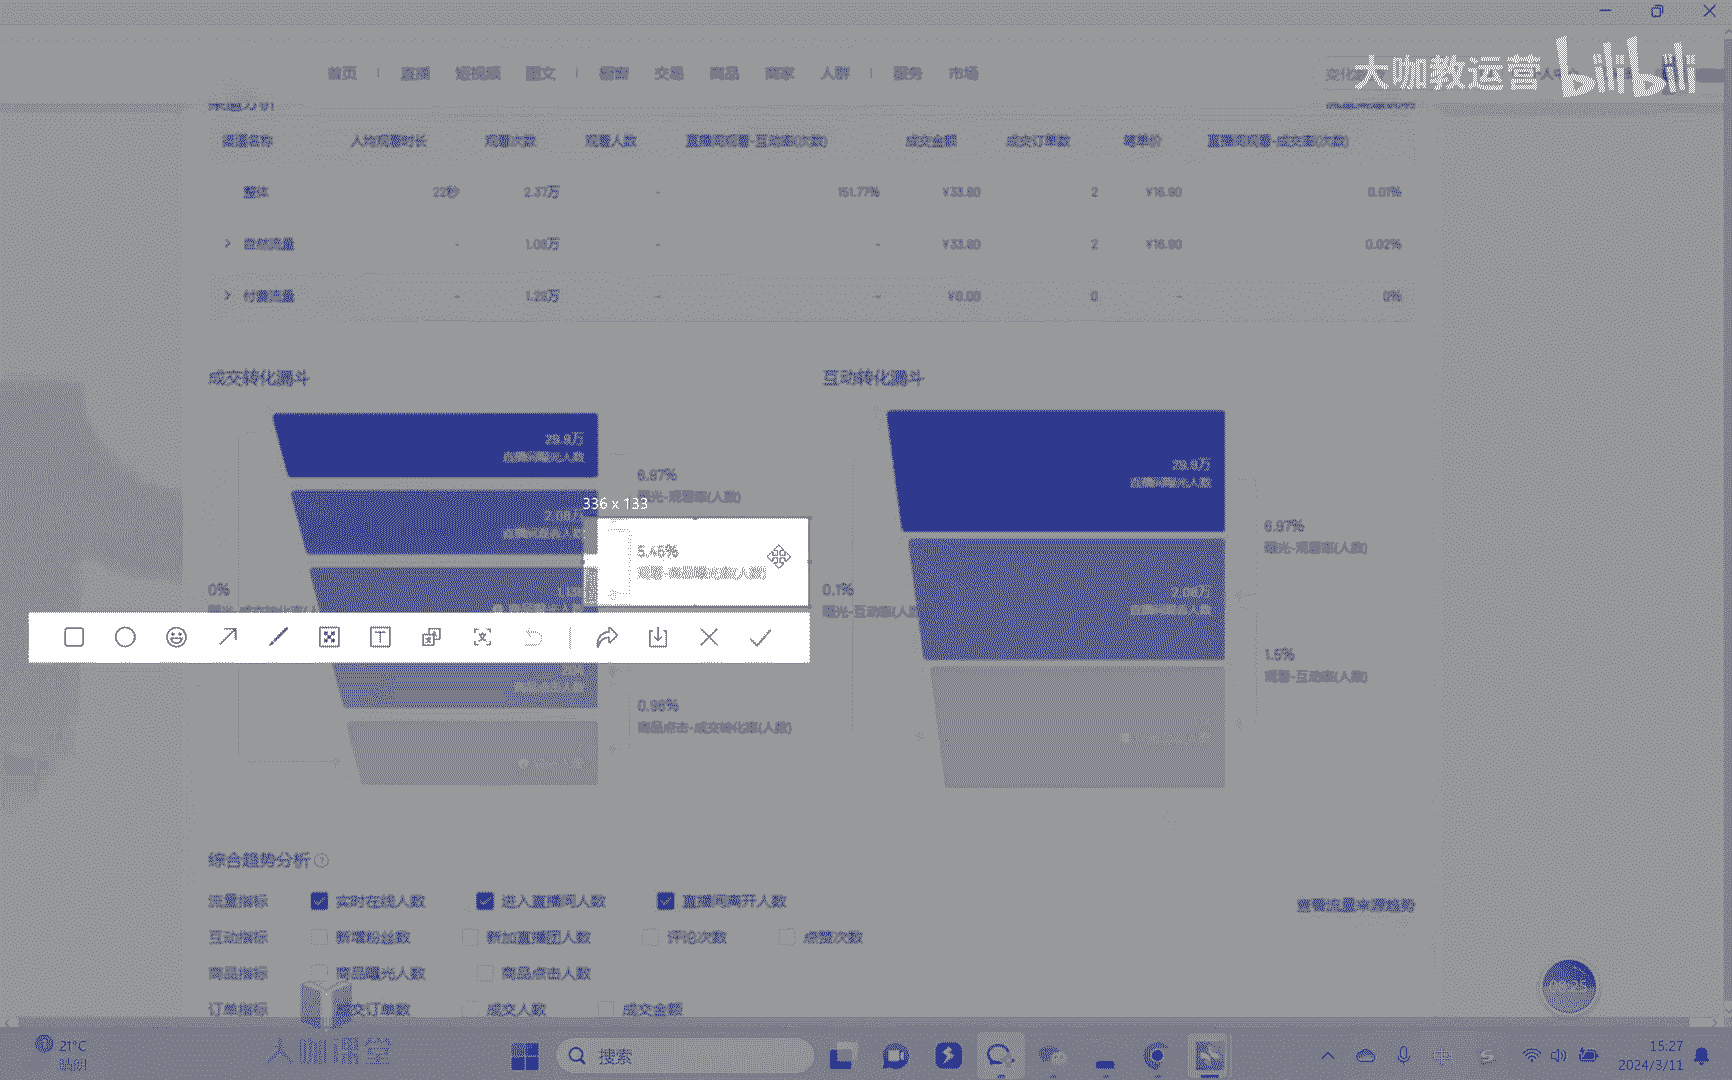 首页 | 直播 短视频 图文 | 橱窗 交易 商品 商家 人群 | 服务 市场
大咖教运营 bilibili
渠道分析
渠道名称 人均观看时长 观看次数 观看人数 直播间观看-互动率(次数) 成交金额 成交订单数 笔单价 直播间观看-成交率(次数)
整体 22秒 2.37万 - 151.77% ¥33.80 2 ¥16.90 0.01%
自然流量 - 1.08万 - - ¥33.80 2 ¥16.90 0.02%
付费流量 - 1.28万 - - ¥0.00 0 - 0%
成交转化漏斗
29.9万
直播间曝光人数
6.97%
曝光-观看率(人数)
336 x 133
2.08万
5.45%
观看-商品曝光率(人数)
0%
商品点击人数
0.96%
商品点击-成交转化率(人数)
互动转化漏斗
29.9万
直播间曝光人数
6.97%
曝光-观看率(人数)
2.08万
0.1%
曝光-互动率(人数
1.5%
观看-互动率(人数)
综合趋势分析
流量指标 实时在线人数 进入直播间人数 直播间离开人数
查看流量来源趋势
互动指标 新增粉丝数 新加直播团人数 评论次数 点赞次数
商品指标 商品曝光人数 商品点击人数
订单指标 成交订单数 成交人数 成交金额
大咖课堂
21°C
晴朗
搜索
中
15:27
2024/3/11